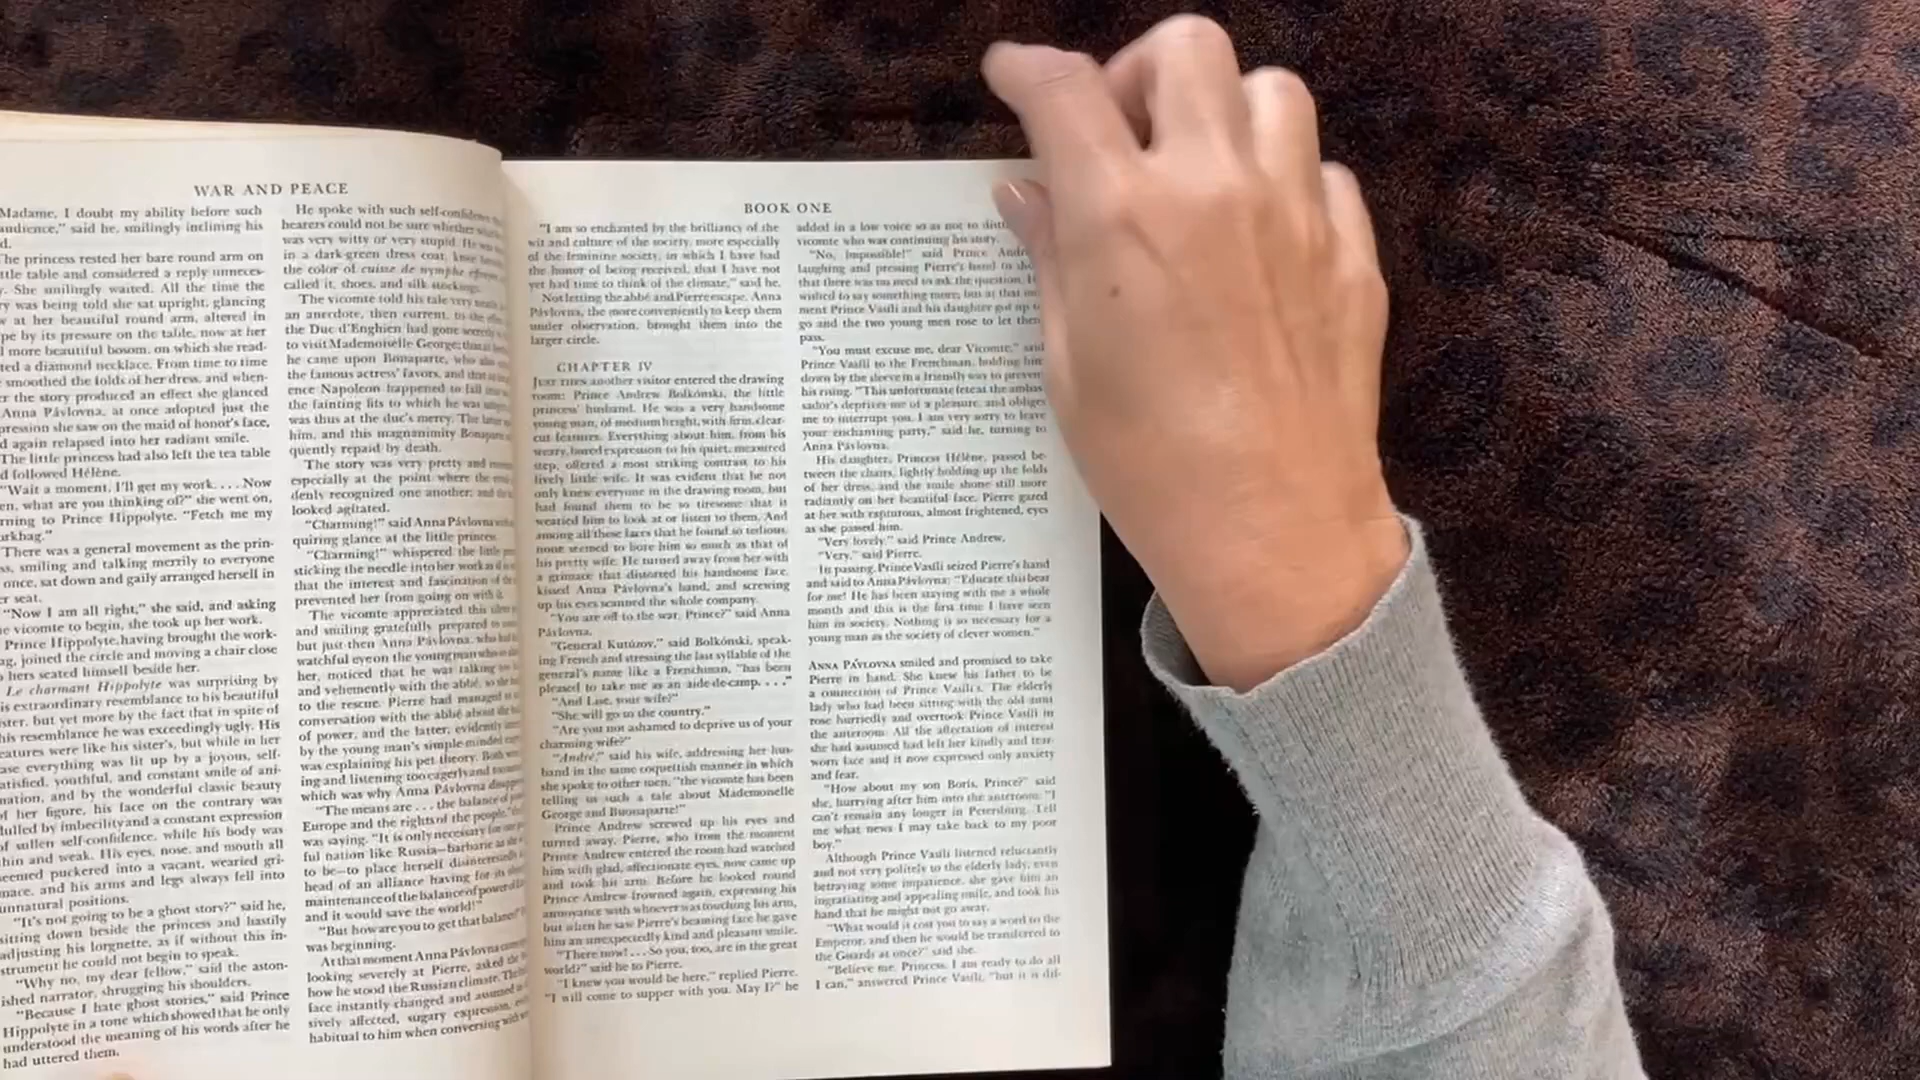 WAR AND PEACE
Madame, I doubt my ability before such
audience," said he, smilingly inclining his
d.
The princess rested her bare round arm on
ttle table and considered a reply unneces-
y. She smilingly waited. All the time the
ry was being told she sat upright, glancing
w at her beautiful round arm, altered in
pe by its pressure on the table, now at her
l more beautiful bosom, on which she read-
ted a diamond necklace. From time to time
smoothed the folds of her dress, and when-
r the story produced an effect she glanced
Anna Pávlovna, at once adopted just the
pression she saw on the maid of honor's face,
d again relapsed into her radiant smile.
The little princess had also left the tea table
d followed Hélène.
"Wait a moment, I'll get my work. . . . Now
en, what are you thinking of?" she went on,
rning to Prince Hippolyte. "Fetch me my
rkbag."
There was a general movement as the prin-
ss, smiling and talking merrily to everyone
once, sat down and gaily arranged herself in
er seat.
"Now I am all right," she said, and asking
e vicomte to begin, she took up her work.
Prince Hippolyte, having brought the work-
ag, joined the circle and moving a chair close
hers seated himself beside her.
Le charmant Hippolyte was surprising by
is extraordinary resemblance to his beautiful
ster, but yet more by the fact that in spite of
his resemblance he was exceedingly ugly. His
eatures were like his sister's, but while in her
ase everything was lit up by a joyous, self-
atisfied, youthful, and constant smile of ani-
mation, and by the wonderful classic beauty
of her figure, his face on the contrary was
dulled by imbecility and a constant expression
of sullen self-confidence, while his body was
thin and weak. His eyes, nose, and mouth all
seemed puckered into a vacant, wearied gri-
mace, and his arms and legs always fell into
unnatural positions.
"It's not going to be a ghost story?" said he,
sitting down beside the princess and hastily
adjusting his lorgnette, as if without this in-
strument he could not begin to speak.
"Why no, my dear fellow," said the aston-
ished narrator, shrugging his shoulders.
"Because I hate ghost stories," said Prince
Hippolyte in a tone which showed that he only
understood the meaning of his words after he
had uttered them.
He spoke with such self-confidence
hearers could not be sure whether
was very witty or very stupid. He was
in a dark-green dress coat, knee
the color of cuisse de nymphe
called it, shoes, and silk stockings.
The vicomte told his tale very
an anecdote, then current, to the
the Duc d'Enghien had gone secretly
to visit Mademoiselle George; that
he came upon Bonaparte, who
the famous actress' favors, and that
ence Napoleon happened to fall
the fainting fits to which he was
was thus at the duc's mercy. The
him, and this magnanimity Bonaparte
quently repaid by death.
The story was very pretty and
especially at the point where the
denly recognized one another; and the
looked agitated.
"Charming!" said Anna Pávlovna
quiring glance at the little princess.
"Charming!" whispered the little
sticking the needle into her work as if
that the interest and fascination of the
prevented her from going on with it.
The vicomte appreciated this
and smiling gratefully prepared to
but just then Anna Pávlovna, who had
watchful eye on the young man who
her, noticed that he was talking
and vehemently with the abbé, so she
to the rescue. Pierre had managed
conversation with the abbé about the
of power, and the latter, evidently
by the young man's simple-minded
was explaining his pet theory. Both
ing and listening too eagerly and too
which was why Anna Pávlovna
"The means are . . . the balance of
Europe and the rights of the people,"
was saying. "It is only necessary for
ful nation like Russia—barbaric as
to be—to place herself disinterestedly
head of an alliance having for its
maintenance of the balance of power of
and it would save the world!"
"But how are you to get that balance?"
was beginning.
At that moment Anna Pávlovna
looking severely at Pierre, asked the
how he stood the Russian climate. The
face instantly changed and assumed
sively affected, sugary expression,
habitual to him when conversing with
BOOK ONE
"I am so enchanted by the brilliancy of the
wit and culture of the society, more especially
of the feminine society, in which I have had
the honor of being received, that I have not
yet had time to think of the climate," said he.
Not letting the abbé and Pierre escape, Anna
Pávlovna, the more conveniently to keep them
under observation, brought them into the
larger circle.
CHAPTER IV
JUST THEN another visitor entered the drawing
room: Prince Andrew Bolkónski, the little
princess' husband. He was a very handsome
young man, of medium height, with firm, clear-
cut features. Everything about him, from his
weary, bored expression to his quiet, measured
step, offered a most striking contrast to his
lively little wife. It was evident that he not
only knew everyone in the drawing room, but
had found them to be so tiresome that it
wearied him to look at or listen to them. And
among all these faces that he found so tedious,
none seemed to bore him so much as that of
his pretty wife. He turned away from her with
a grimace that distorted his handsome face,
kissed Anna Pávlovna's hand, and screwing
up his eyes scanned the whole company.
"You are off to the war, Prince?" said Anna
Pávlovna.
"General Kutúzov," said Bolkónski, speak-
ing French and stressing the last syllable of the
general's name like a Frenchman, "has been
pleased to take me as an aide-de-camp. . . ."
"And Lise, your wife?"
"She will go to the country."
"Are you not ashamed to deprive us of your
charming wife?"
"André," said his wife, addressing her hus-
band in the same coquettish manner in which
she spoke to other men, "the vicomte has been
telling us such a tale about Mademoiselle
George and Buonaparte!"
Prince Andrew screwed up his eyes and
turned away. Pierre, who from the moment
Prince Andrew entered the room had watched
him with glad, affectionate eyes, now came up
and took his arm. Before he looked round
Prince Andrew frowned again, expressing his
annoyance with whoever was touching his arm,
but when he saw Pierre's beaming face he gave
him an unexpectedly kind and pleasant smile.
"There now! . . . So you, too, are in the great
world?" said he to Pierre.
"I knew you would be here," replied Pierre.
"I will come to supper with you. May I?" he
added in a low voice so as not to
vicomte who was continuing his story.
"No, impossible!" said Prince
laughing and pressing Pierre's hand to
that there was no need to ask the question. He
wished to say something more, but at that
ment Prince Vasíli and his daughter got up to
go and the two young men rose to let them
pass.
"You must excuse me, dear Vicomte," said
Prince Vasíli to the Frenchman, holding him
down by the sleeve in a friendly way to prevent
his rising. "This unfortunate fete at the ambas-
sador's deprives me of a pleasure, and obliges
me to interrupt you. I am very sorry to leave
your enchanting party," said he, turning to
Anna Pávlovna.
His daughter, Princess Hélène, passed be-
tween the chairs, lightly holding up the folds
of her dress, and the smile shone still more
radiantly on her beautiful face. Pierre gazed
at her with rapturous, almost frightened, eyes
as she passed him.
"Very lovely," said Prince Andrew.
"Very," said Pierre.
In passing, Prince Vasíli seized Pierre's hand
and said to Anna Pávlovna: "Educate this bear
for me! He has been staying with me a whole
month and this is the first time I have seen
him in society. Nothing is so necessary for a
young man as the society of clever women."
ANNA PÁVLOVNA smiled and promised to take
Pierre in hand. She knew his father to be
a connection of Prince Vasíli's. The elderly
lady who had been sitting with the old aunt
rose hurriedly and overtook Prince Vasíli in
the anteroom. All the affectation of interest
she had assumed had left her kindly and tear-
worn face and it now expressed only anxiety
and fear.
"How about my son Borís, Prince?" said
she, hurrying after him into the anteroom. "I
can't remain any longer in Petersburg. Tell
me what news I may take back to my poor
boy."
Although Prince Vasíli listened reluctantly
and not very politely to the elderly lady, even
betraying some impatience, she gave him an
ingratiating and appealing smile, and took his
hand that he might not go away.
"What would it cost you to say a word to the
Emperor, and then he would be transferred to
the Guards at once?" said she.
"Believe me, Princess, I am ready to do all
I can," answered Prince Vasíli, "but it is dif-